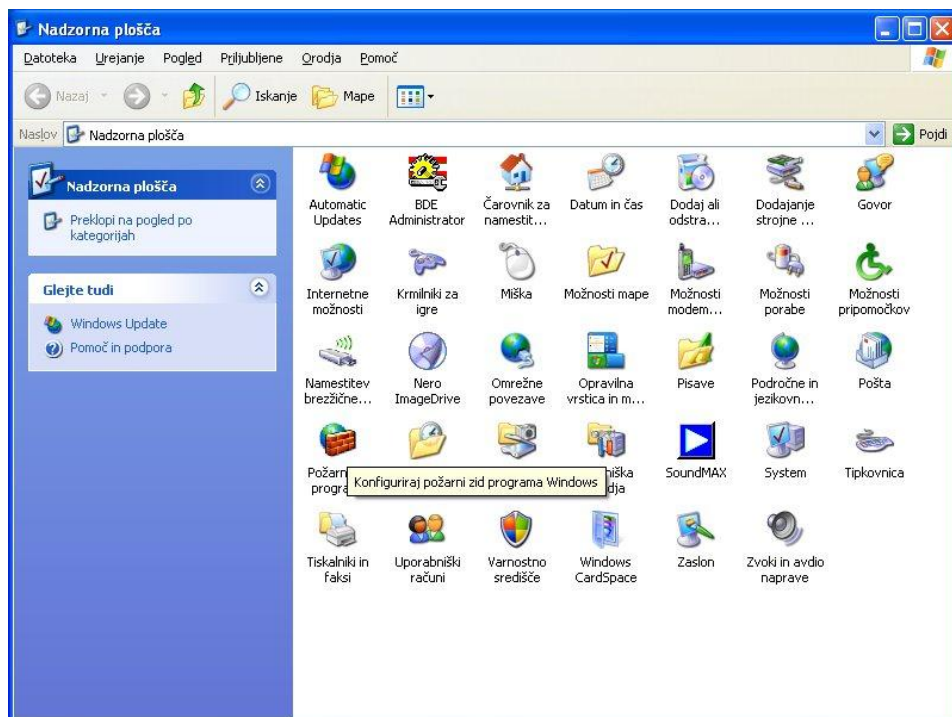 Nadzorna plošča
Datoteka Urejanje Pogled Priljubljene Orodja Pomoč
Nazaj Iskanje Mape
Naslov Nadzorna plošča Pojdi
Nadzorna plošča
Preklopi na pogled po
kategorijah
Glejte tudi
Windows Update
Pomoč in podpora
Automatic
Updates
BDE
Administrator
Čarovnik za
namestit...
Datum in čas
Dodaj ali
odstra...
Dodajanje
strojne ...
Govor
Internetne
možnosti
Krmilniki za
igre
Miška
Možnosti mape
Možnosti
modem...
Možnosti
porabe
Možnosti
pripomočkov
Namestitev
brezžične...
Nero
ImageDrive
Omrežne
povezave
Opravilna
vrstica in m...
Pisave
Področne in
jezikovn...
Pošta
Konfiguriraj požarni zid programa Windows
SoundMAX
System
Tipkovnica
Tiskalniki in
faksi
Uporabniški
računi
Varnostno
središče
Windows
CardSpace
Zaslon
Zvoki in avdio
naprave